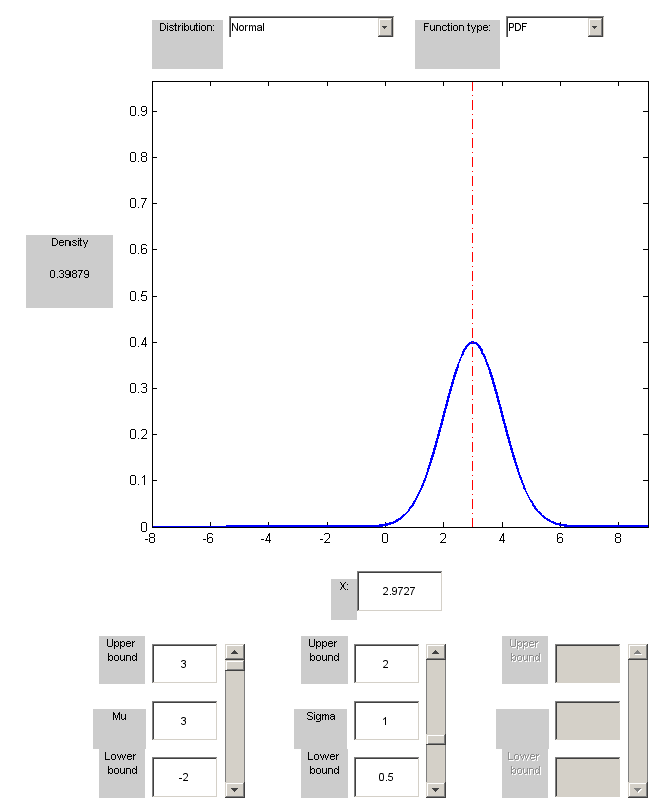 Distribution: Normal Function type: PDF
0.9
0.8
0.7
Density
0.6
0.39879
0.5
0.4
0.3
0.2
0.1
0
-8 -6 -4 -2 0 2 4 6 8
X: 2.9727
Upper bound 3 Upper bound 2 Upper bound
Mu 3 Sigma 1
Lower bound -2 Lower bound 0.5 Lower bound